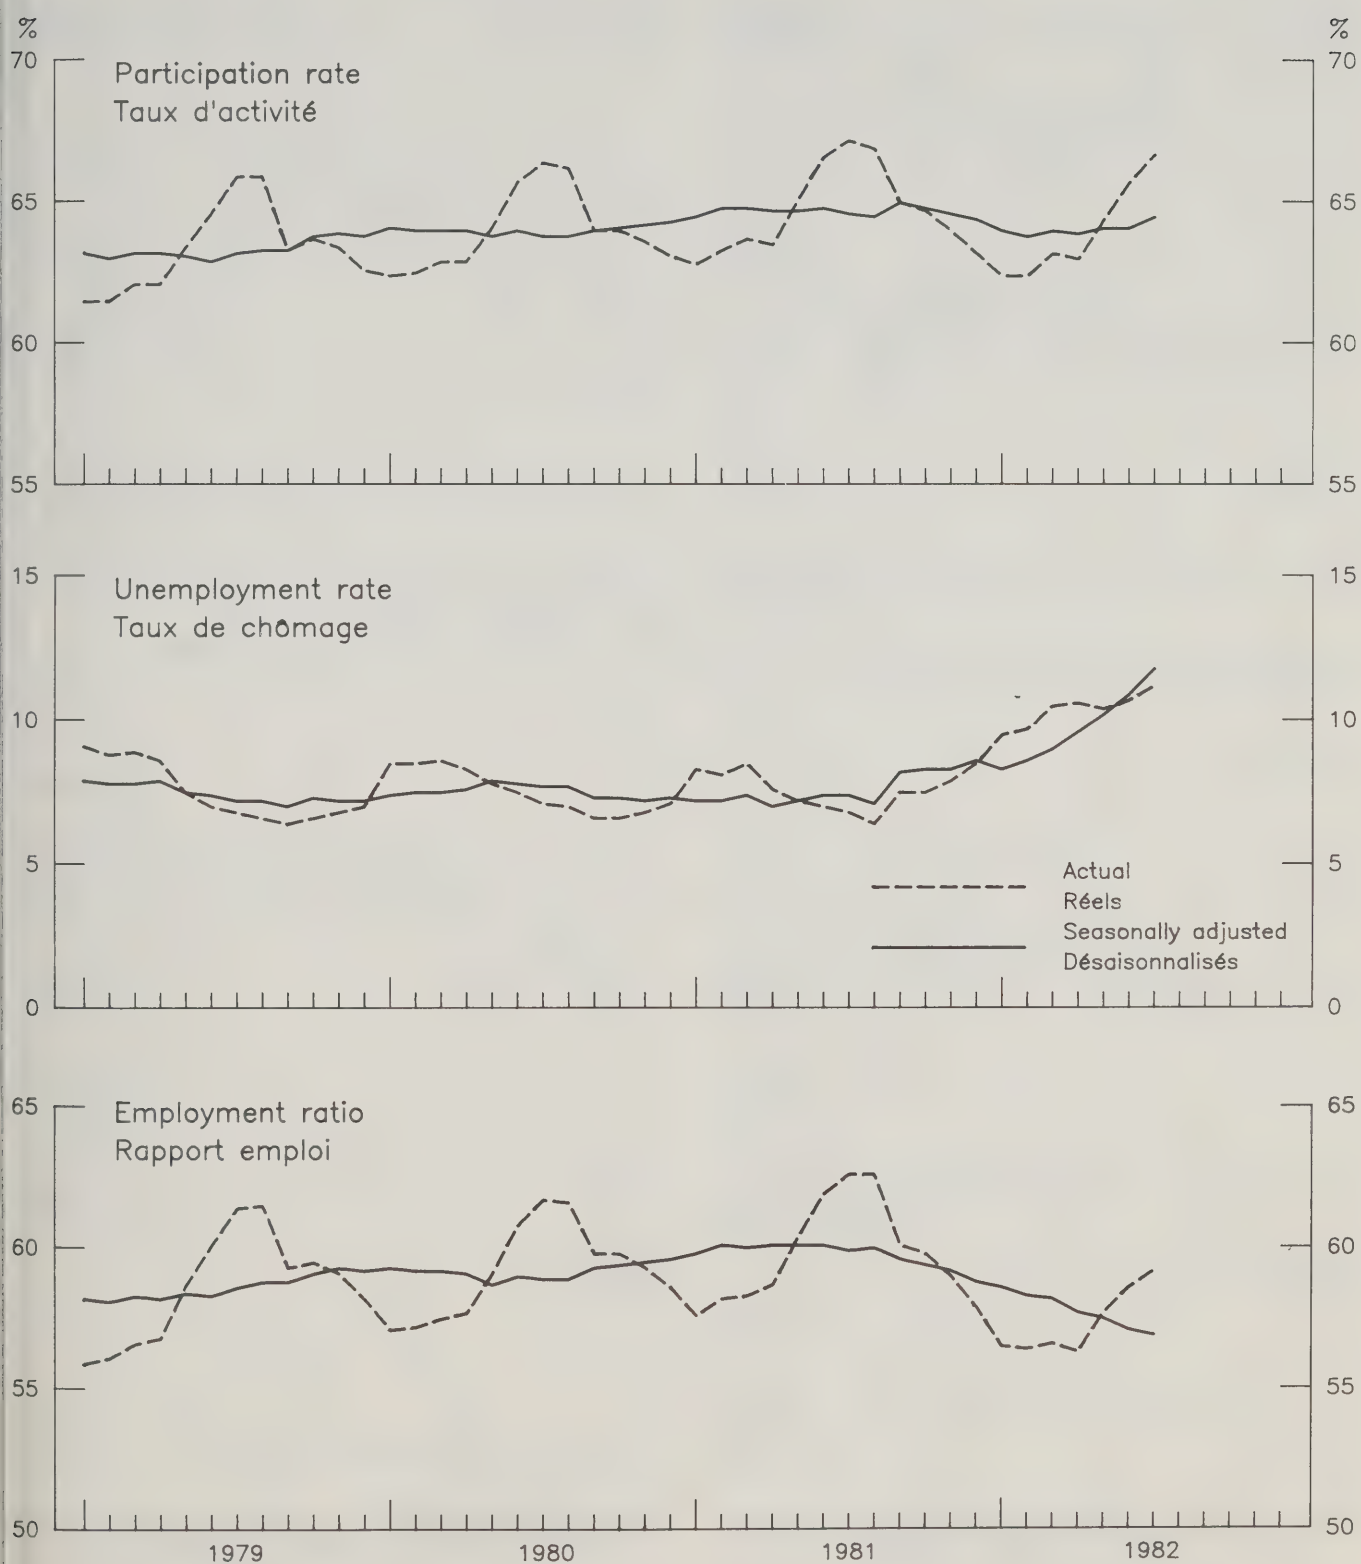 % %
70 70
Participation rate
Taux d'activité
65 65
60 60
55 55
15 15
Unemployment rate
Taux de chômage
10 10
5 5
Actual
Réels
Seasonally adjusted
Désaisonnalisés
0 0
65 65
Employment ratio
Rapport emploi
60 60
55 55
50 50
1979 1980 1981 1982